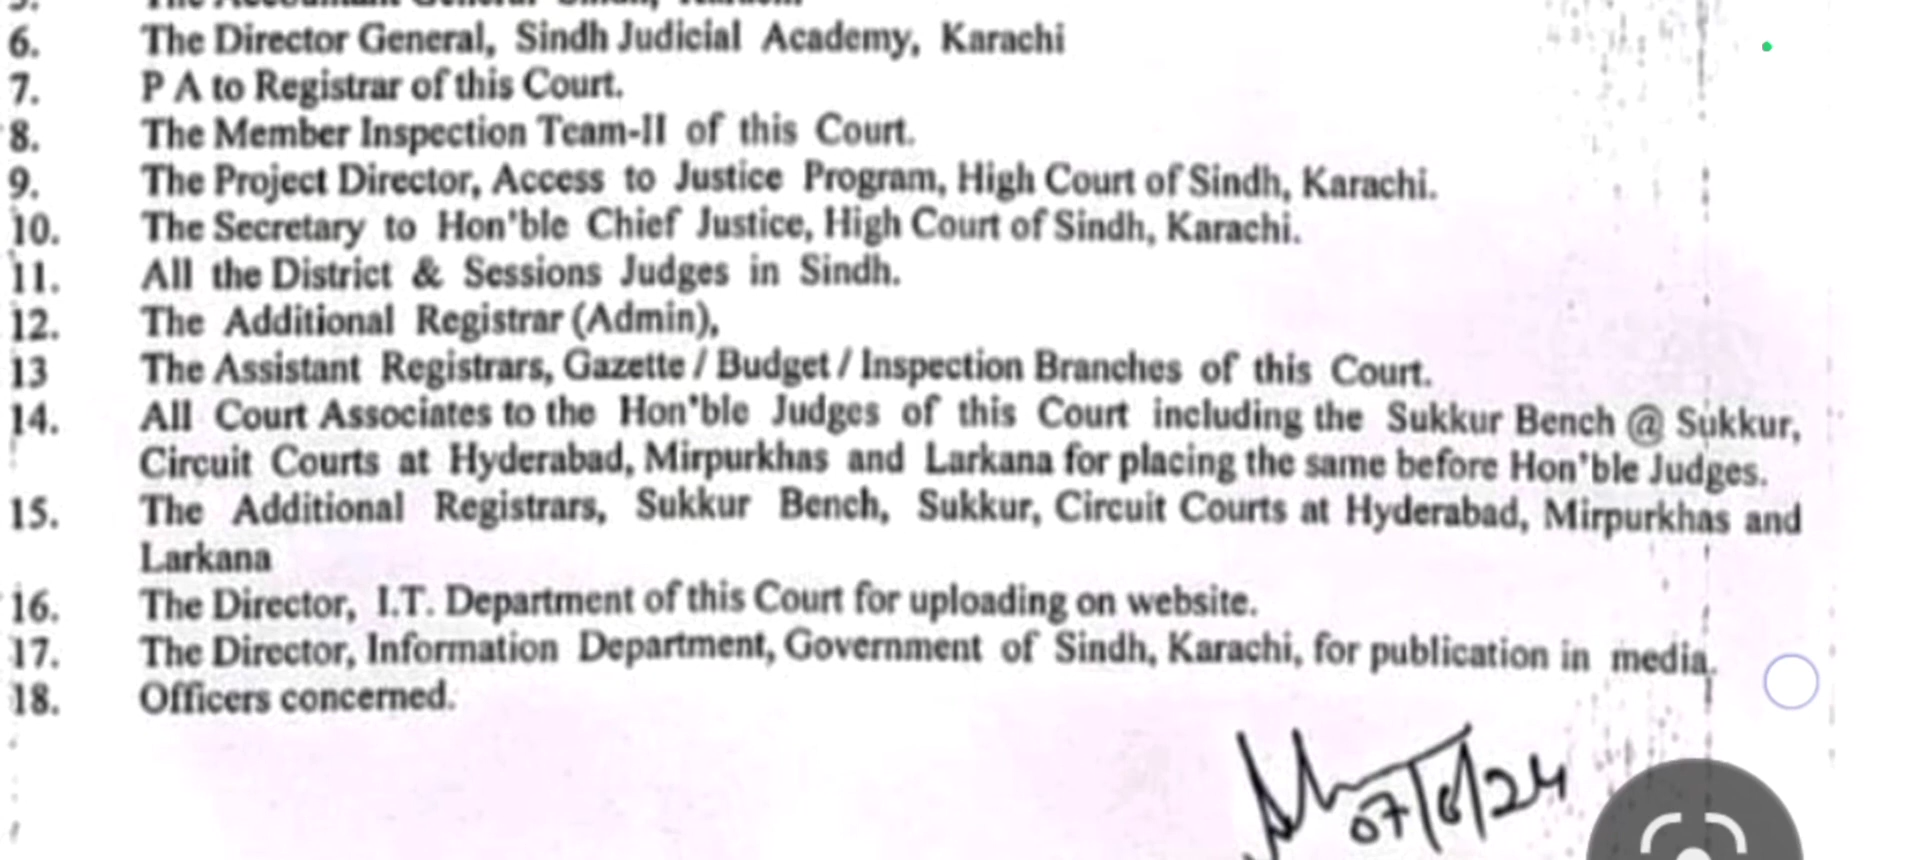 5. The Accountant General Sindh, Karachi
6. The Director General, Sindh Judicial Academy, Karachi
7. P A to Registrar of this Court.
8. The Member Inspection Team-II of this Court.
9. The Project Director, Access to Justice Program, High Court of Sindh, Karachi.
10. The Secretary to Hon'ble Chief Justice, High Court of Sindh, Karachi.
11. All the District & Sessions Judges in Sindh.
12. The Additional Registrar (Admin),
13 The Assistant Registrars, Gazette / Budget / Inspection Branches of this Court.
14. All Court Associates to the Hon'ble Judges of this Court including the Sukkur Bench @ Sukkur,
Circuit Courts at Hyderabad, Mirpurkhas and Larkana for placing the same before Hon'ble Judges.
15. The Additional Registrars, Sukkur Bench, Sukkur, Circuit Courts at Hyderabad, Mirpurkhas and
Larkana
16. The Director, I.T. Department of this Court for uploading on website.
17. The Director, Information Department, Government of Sindh, Karachi, for publication in media.
18. Officers concerned.
07/6/24